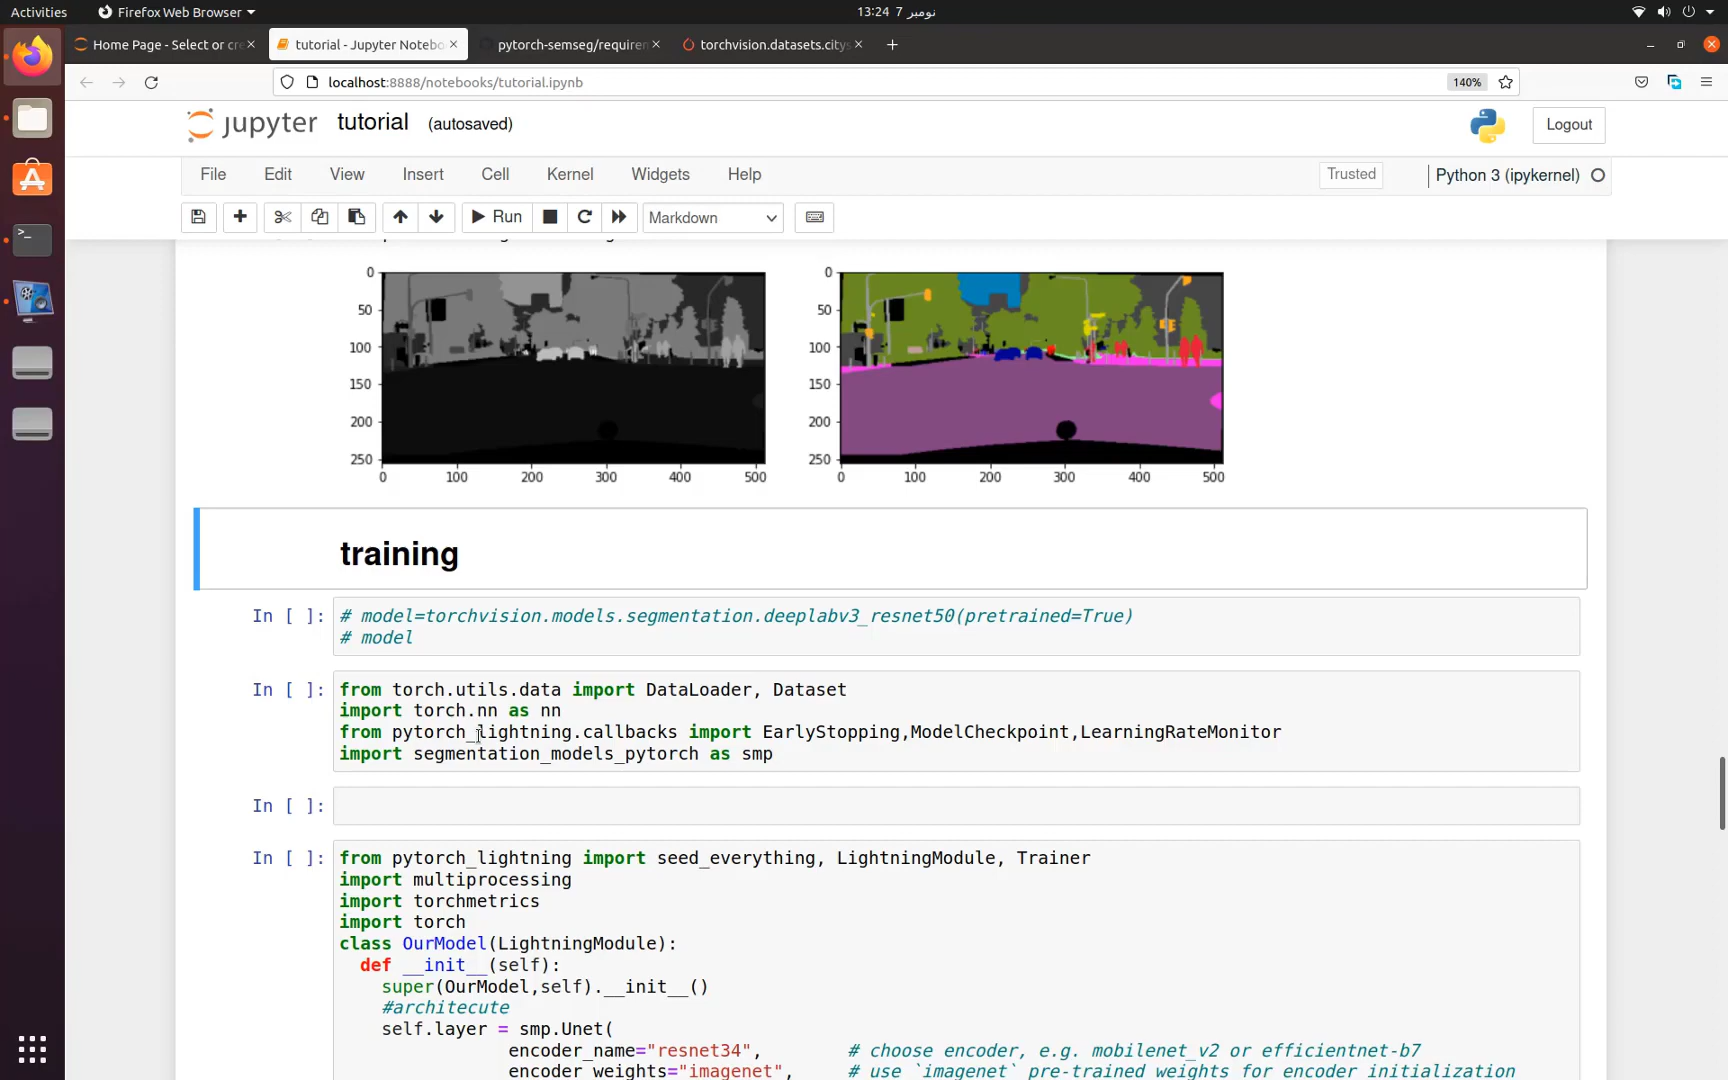 Activities
Firefox Web Browser
13:24 7 نومبر
Home Page - Select or cre
tutorial - Jupyter Notebo
pytorch-semseg/requiren
torchvision.datasets.city
localhost:8888/notebooks/tutorial.ipynb
140%
jupyter tutorial (autosaved)
Logout
File Edit View Insert Cell Kernel Widgets Help
Trusted
Python 3 (ipykernel)
Run
Markdown
0
50
100
150
200
250
0 100 200 300 400 500
0
50
100
150
200
250
0 100 200 300 400 500
training
In [ ]: # model=torchvision.models.segmentation.deeplabv3_resnet50(pretrained=True)
# model
In [ ]: from torch.utils.data import DataLoader, Dataset
import torch.nn as nn
from pytorch_lightning.callbacks import EarlyStopping,ModelCheckpoint,LearningRateMonitor
import segmentation_models_pytorch as smp
In [ ]:
In [ ]: from pytorch_lightning import seed_everything, LightningModule, Trainer
import multiprocessing
import torchmetrics
import torch
class OurModel(LightningModule):
def __init__(self):
super(OurModel,self).__init__()
#architecute
self.layer = smp.Unet(
encoder_name="resnet34", # choose encoder, e.g. mobilenet_v2 or efficientnet-b7
encoder_weights="imagenet", # use `imagenet` pre-trained weights for encoder initialization